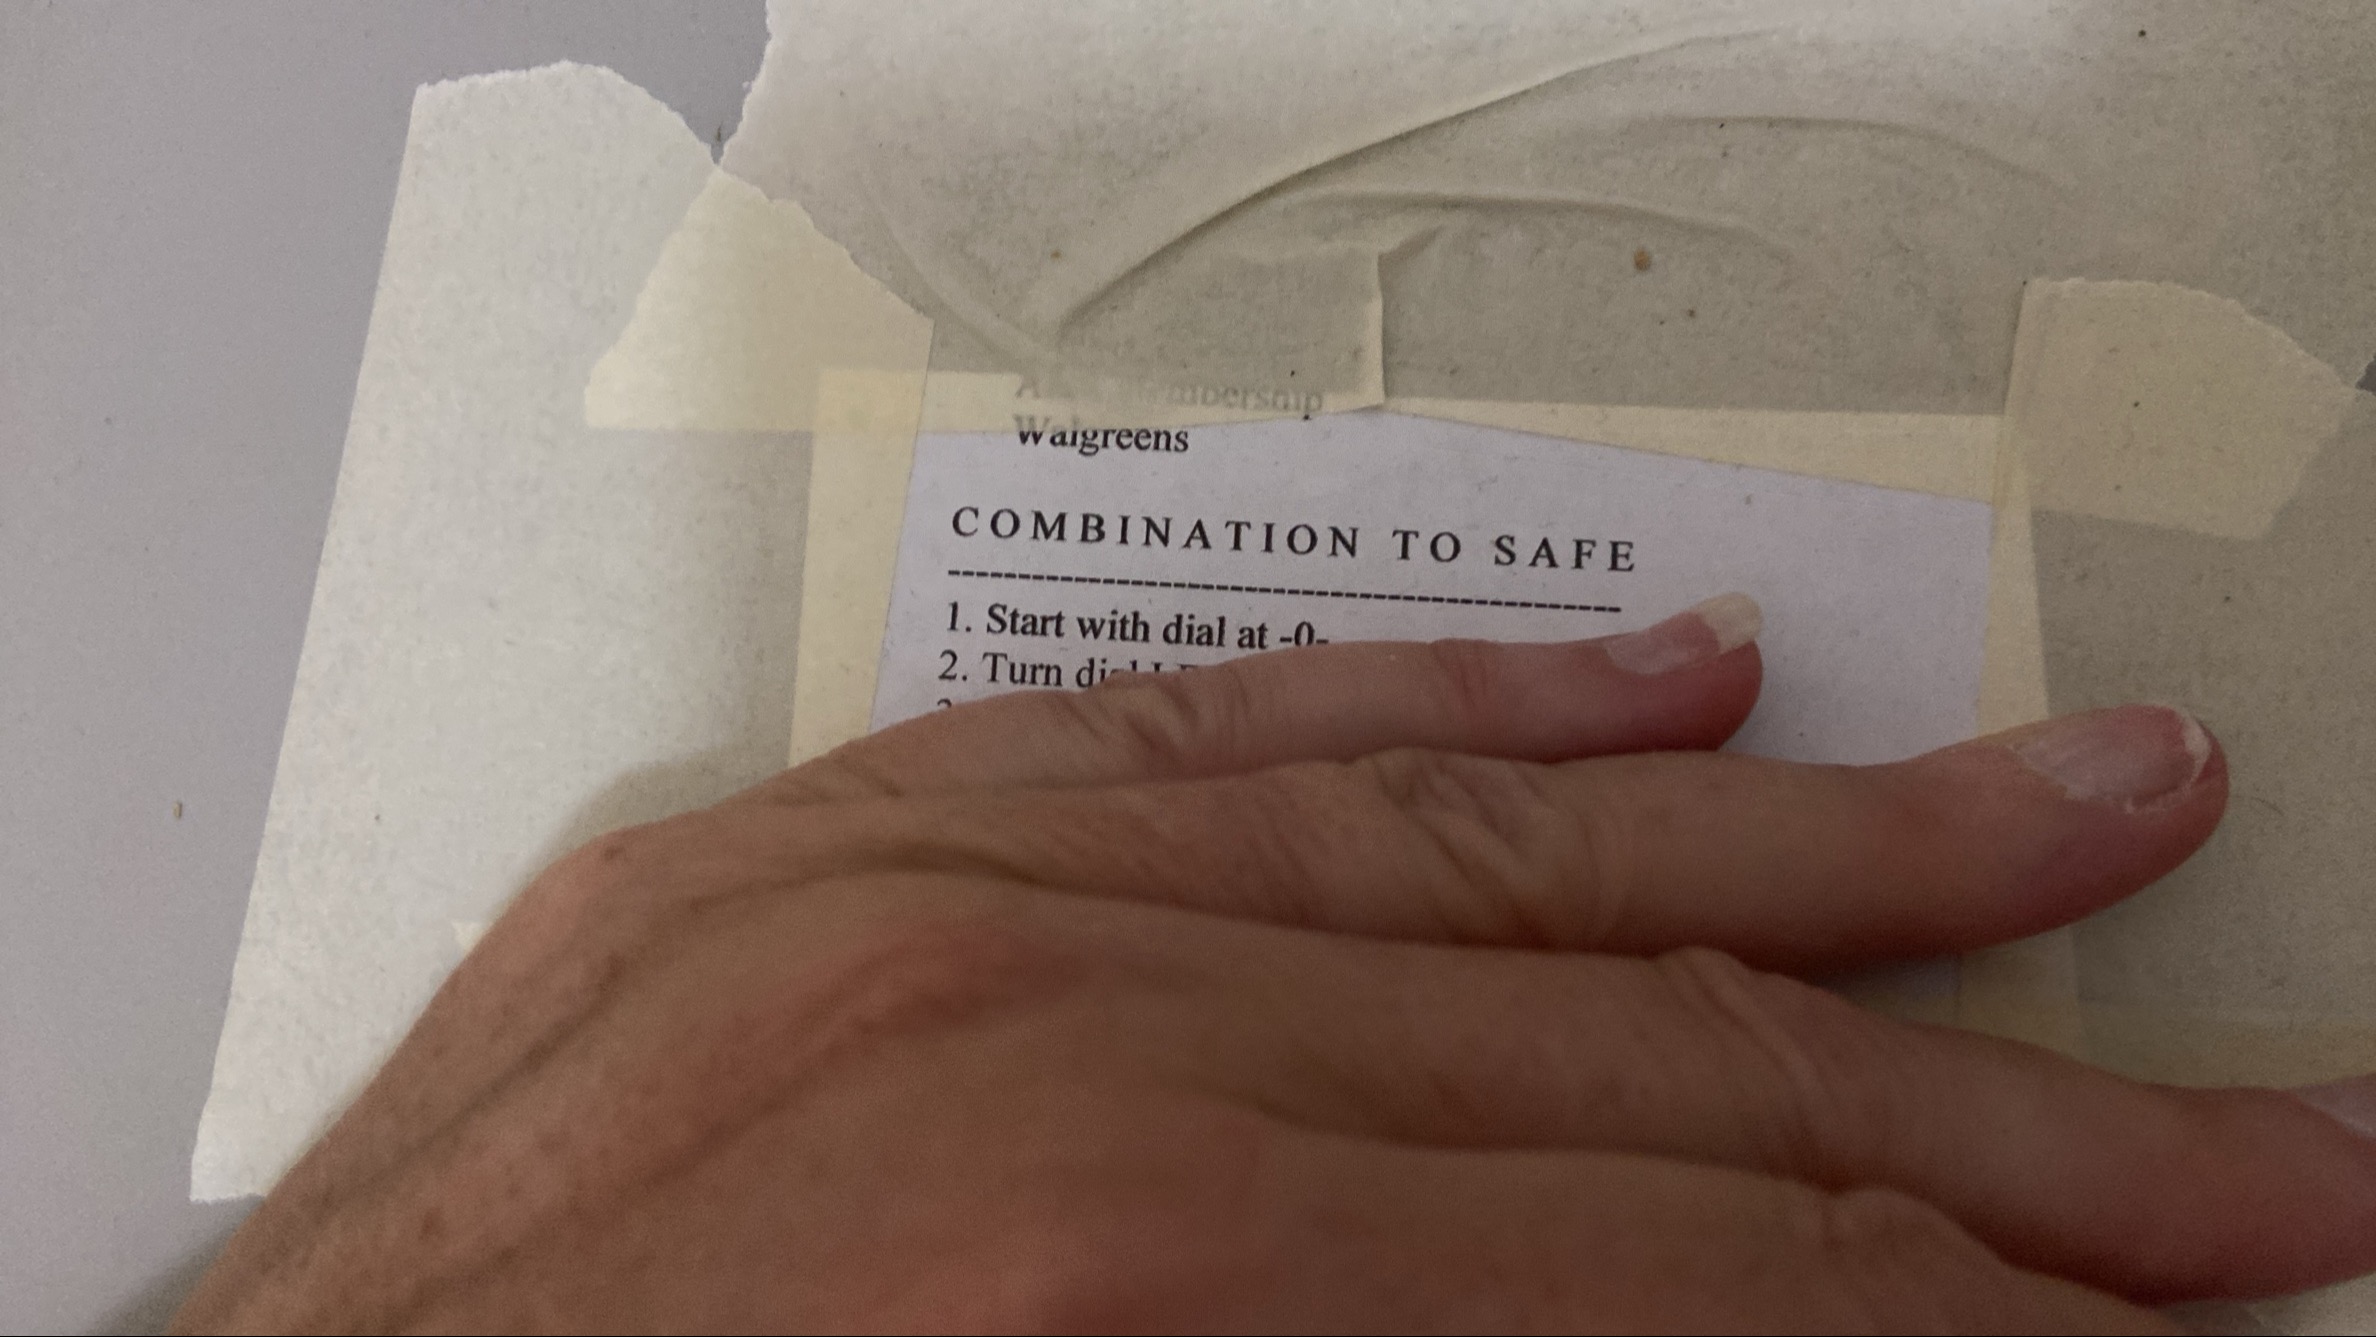 Walgreens
COMBINATION TO SAFE
------------------------------------------------
1. Start with dial at -0-
2. Turn